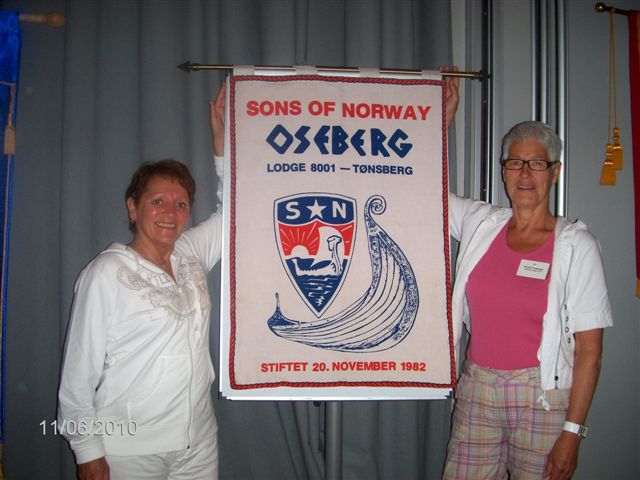 SONS OF NORWAY
OSEBERG
LODGE 8001 — TØNSBERG
S N
STIFTET 20. NOVEMBER 1982
11/06/2010